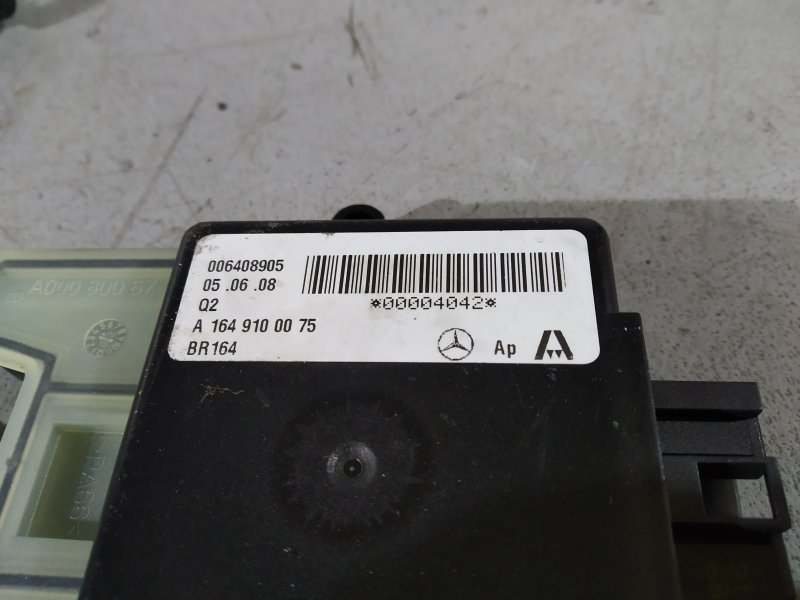 006408905
05 .06 .08
*00004042*
Q2
A 164 910 00 75
BR164
Ap